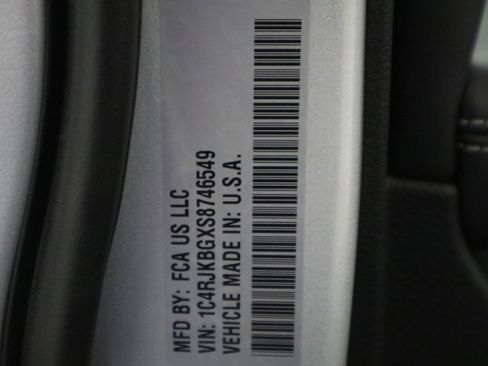 MFD BY: FCA US LLC
VIN: 1C4RJKBGXS8746549
VEHICLE MADE IN: U.S.A.